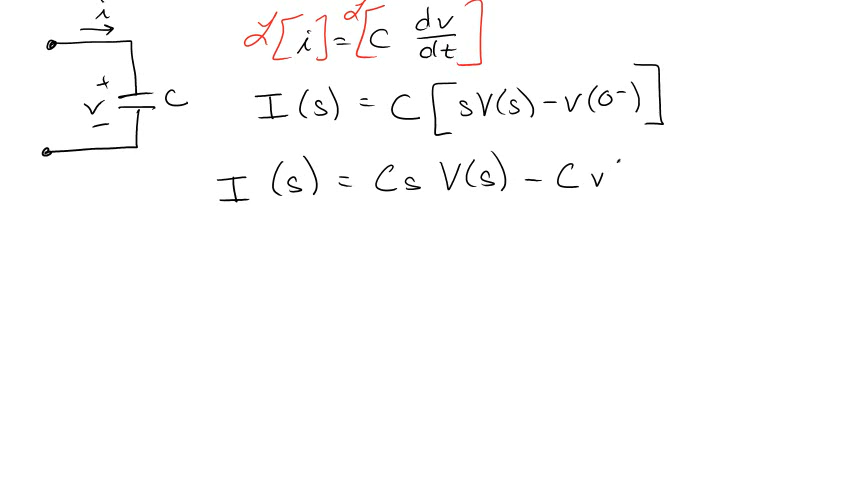 i
ℒ[i] = ℒ[C dv/dt]
+
v C
−
I(s) = C[sV(s) − v(0⁻)]
I(s) = Cs V(s) − C v